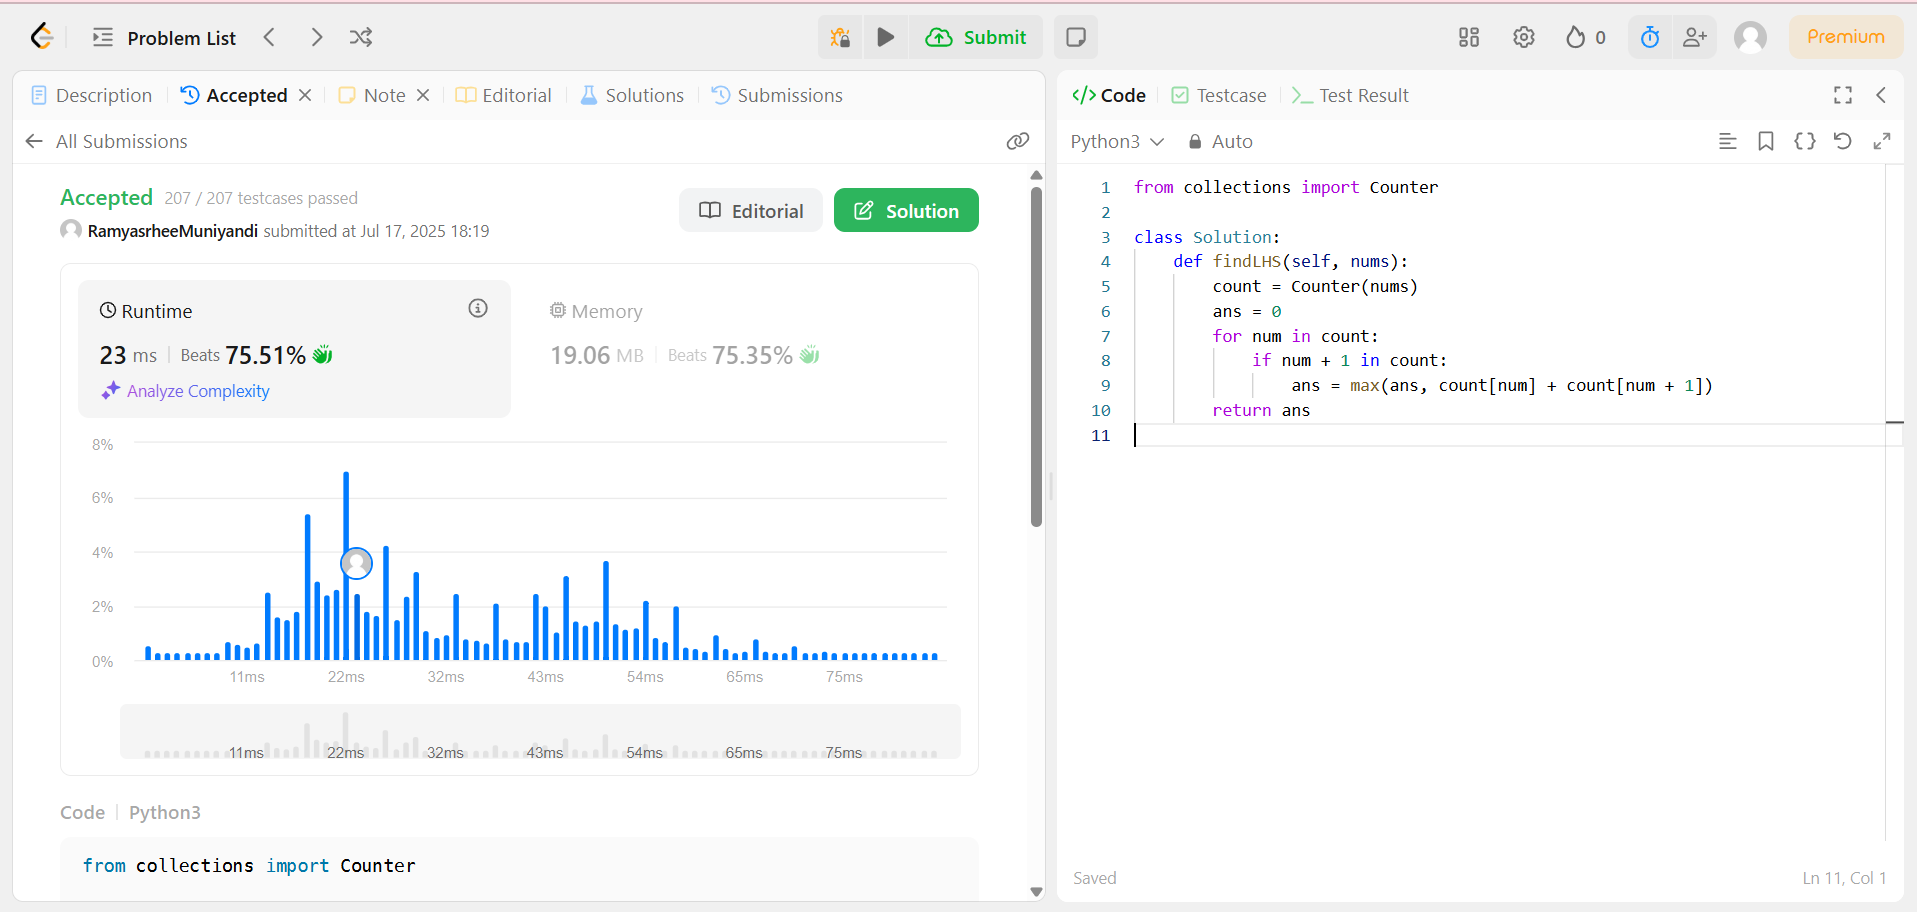 Problem List
Submit
0
Premium
Description
Accepted
Note
Editorial
Solutions
Submissions
All Submissions
Accepted 207 / 207 testcases passed
RamyasrheeMuniyandi submitted at Jul 17, 2025 18:19
Editorial
Solution
Runtime
23 ms | Beats 75.51%
Analyze Complexity
Memory
19.06 MB | Beats 75.35%
8%
6%
4%
2%
0%
11ms 22ms 32ms 43ms 54ms 65ms 75ms
11ms 22ms 32ms 43ms 54ms 65ms 75ms
Code | Python3
from collections import Counter
</> Code
Testcase
Test Result
Python3
Auto
1 from collections import Counter
2
3 class Solution:
4     def findLHS(self, nums):
5         count = Counter(nums)
6         ans = 0
7         for num in count:
8             if num + 1 in count:
9                 ans = max(ans, count[num] + count[num + 1])
10         return ans
11
Saved
Ln 11, Col 1